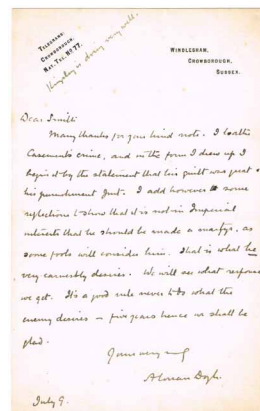 TELEGRAMS:
CROWBOROUGH.
NAT. TEL. No 77.
Kingsley is doing very well.
WINDLESHAM,
CROWBOROUGH,
SUSSEX.
Dear Smith
Many thanks for your kind note. I loathe
Casement's crime, and in the form I drew up I
begin it by the statement that his guilt was great &
his punishment just. I add however some
reflections to show that it is not in Imperial
interests that he should be made a martyr, as
some fools will consider him. That is what he
very earnestly desires. We will see what response
we get. It's a good rule never to do what the
enemy desires – five years hence we shall be
glad.
Yours very
A Conan Doyle.
July 9.